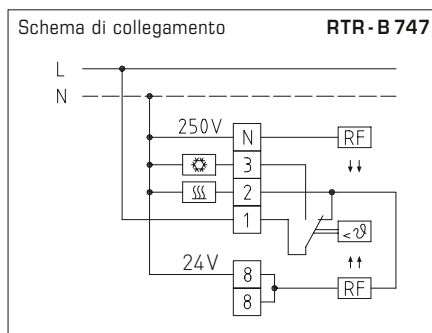 Schema di collegamento RTR-B 747
L
N
250V N RF
3
2
1 <ϑ
24V 8
8 RF